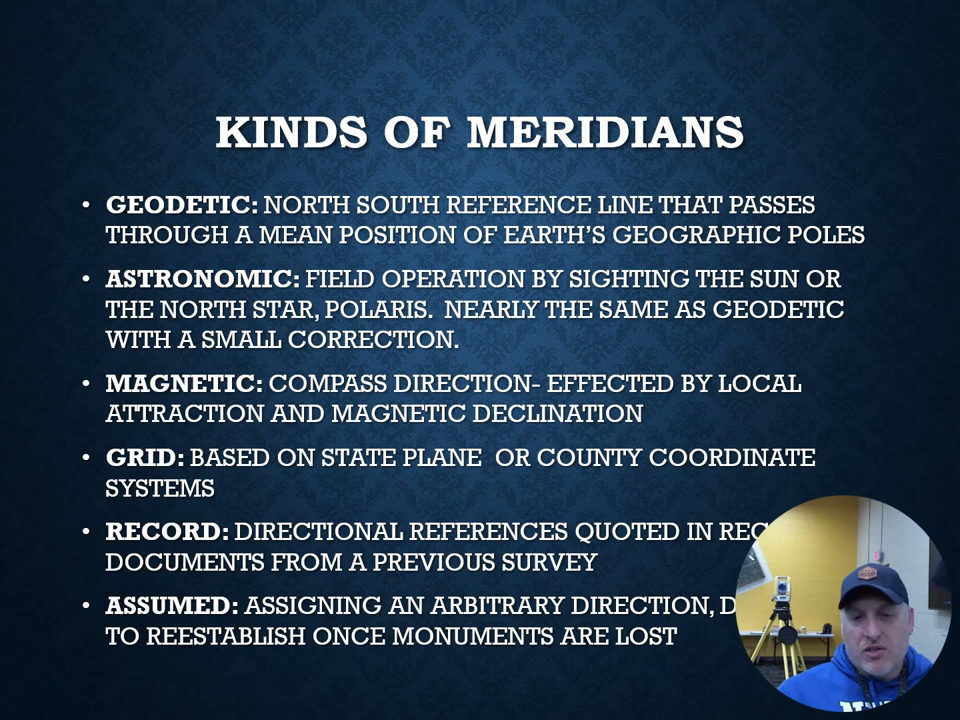 KINDS OF MERIDIANS
• GEODETIC: NORTH SOUTH REFERENCE LINE THAT PASSES
THROUGH A MEAN POSITION OF EARTH'S GEOGRAPHIC POLES
• ASTRONOMIC: FIELD OPERATION BY SIGHTING THE SUN OR
THE NORTH STAR, POLARIS.  NEARLY THE SAME AS GEODETIC
WITH A SMALL CORRECTION.
• MAGNETIC: COMPASS DIRECTION- EFFECTED BY LOCAL
ATTRACTION AND MAGNETIC DECLINATION
• GRID: BASED ON STATE PLANE  OR COUNTY COORDINATE
SYSTEMS
• RECORD: DIRECTIONAL REFERENCES QUOTED IN
DOCUMENTS FROM A PREVIOUS SURVEY
• ASSUMED: ASSIGNING AN ARBITRARY DIRECTION,
TO REESTABLISH ONCE MONUMENTS ARE LOST